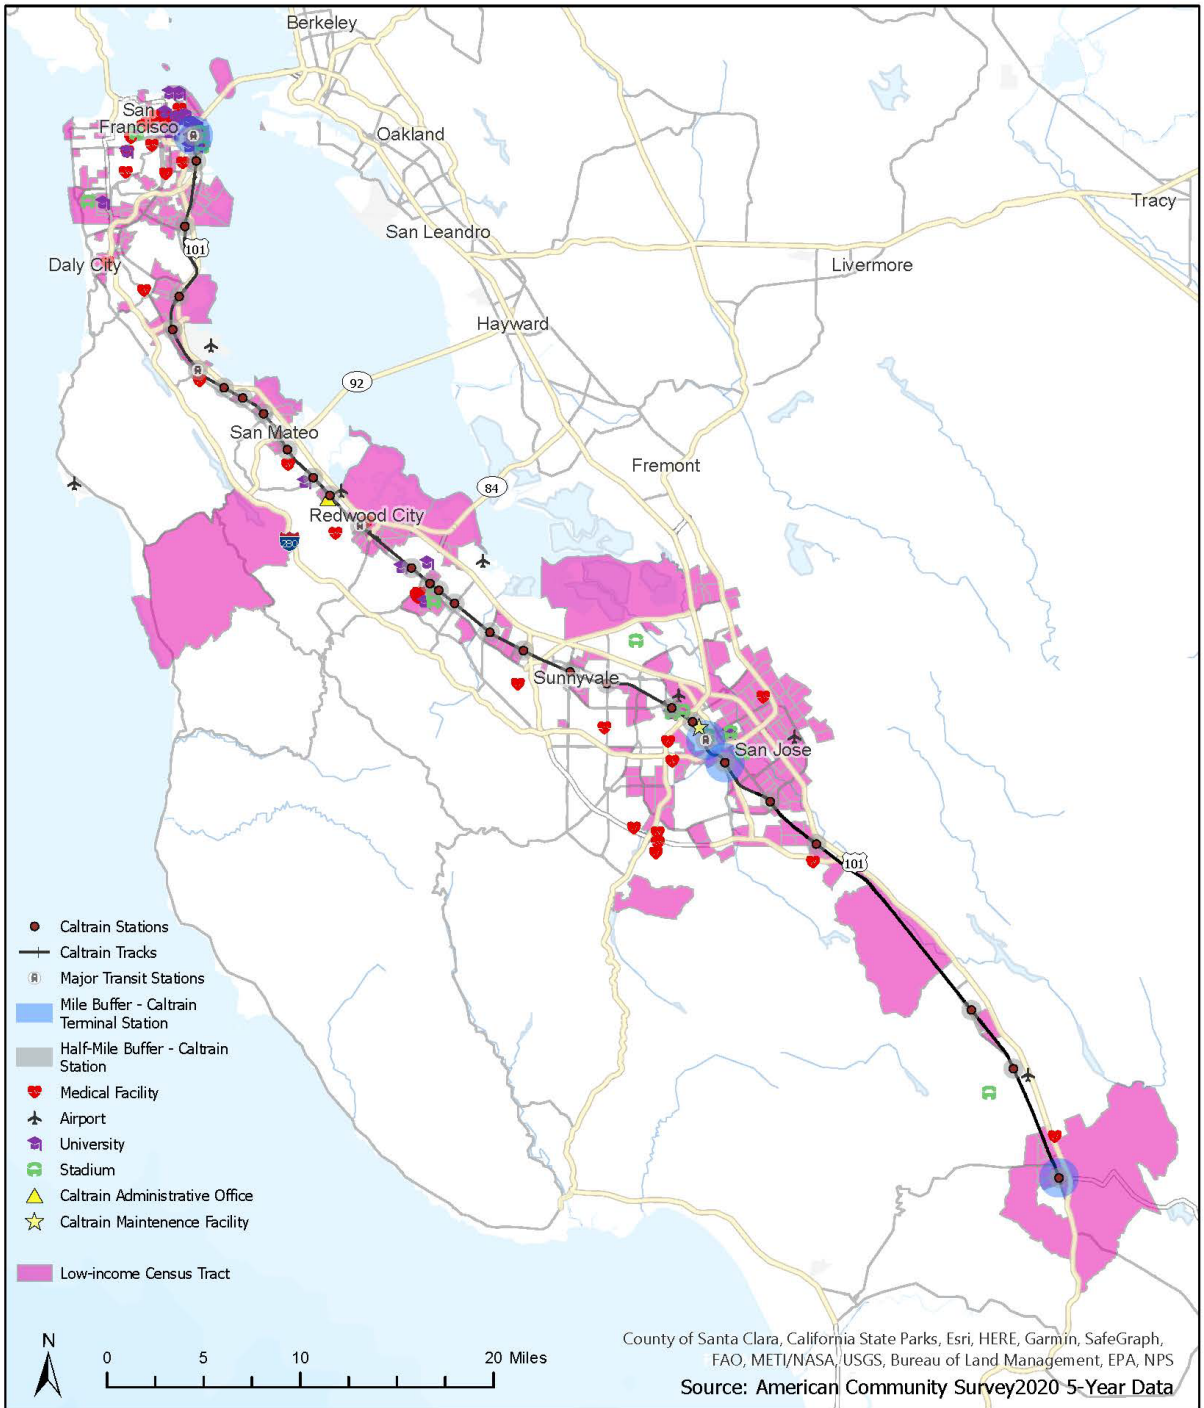 Berkeley
San
Francisco
Oakland
Tracy
San Leandro
101
Daly City
Livermore
Hayward
92
San Mateo
Fremont
84
Redwood City
280
Sunnyvale
San Jose
101
Caltrain Stations
Caltrain Tracks
Major Transit Stations
Mile Buffer - Caltrain
Terminal Station
Half-Mile Buffer - Caltrain
Station
Medical Facility
Airport
University
Stadium
Caltrain Administrative Office
Caltrain Maintenence Facility
Low-income Census Tract
N
0 5 10 20 Miles
County of Santa Clara, California State Parks, Esri, HERE, Garmin, SafeGraph,
FAO, METI/NASA, USGS, Bureau of Land Management, EPA, NPS
Source: American Community Survey2020 5-Year Data